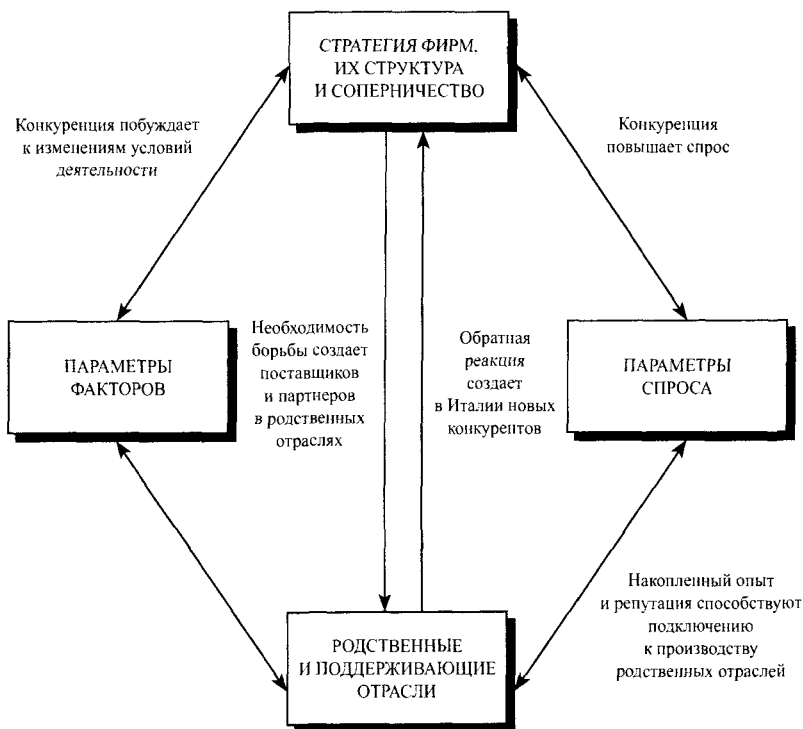 СТРАТЕГИЯ ФИРМ,
ИХ СТРУКТУРА
И СОПЕРНИЧЕСТВО
Конкуренция побуждает
к изменениям условий
деятельности
Конкуренция
повышает спрос
ПАРАМЕТРЫ
ФАКТОРОВ
Необходимость
борьбы создает
поставщиков
и партнеров
в родственных
отраслях
Обратная
реакция
создает
в Италии новых
конкурентов
ПАРАМЕТРЫ
СПРОСА
РОДСТВЕННЫЕ
И ПОДДЕРЖИВАЮЩИЕ
ОТРАСЛИ
Накопленный опыт
и репутация способствуют
подключению
к производству
родственных отраслей